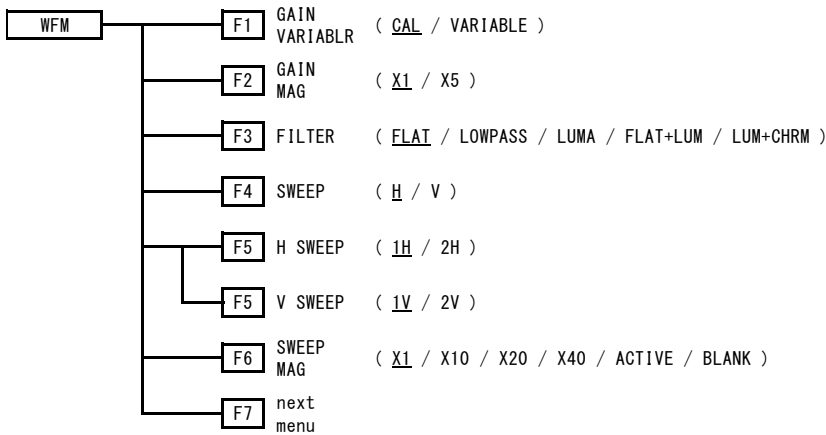 WFM F1 GAIN
VARIABLR ( CAL / VARIABLE )
F2 GAIN
MAG ( X1 / X5 )
F3 FILTER ( FLAT / LOWPASS / LUMA / FLAT+LUM / LUM+CHRM )
F4 SWEEP ( H / V )
F5 H SWEEP ( 1H / 2H )
F5 V SWEEP ( 1V / 2V )
F6 SWEEP
MAG ( X1 / X10 / X20 / X40 / ACTIVE / BLANK )
F7 next
menu